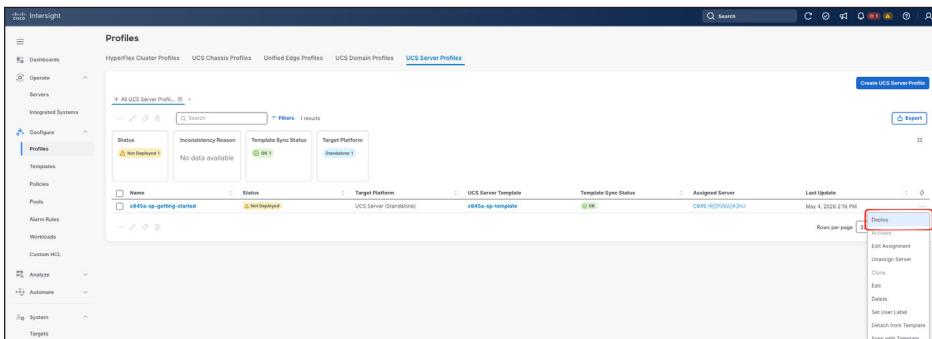 cisco Intersight
Search
1
Profiles
HyperFlex Cluster Profiles UCS Chassis Profiles Unified Edge Profiles UCS Domain Profiles UCS Server Profiles
Create UCS Server Profile
All UCS Server Profil... +
Search Filters 1 results Export
Status Inconsistency Reason Template Sync Status Target Platform
Not Deployed 1 No data available OK 1 Standalone 1
Name Status Target Platform UCS Server Template Template Sync Status Assigned Server Last Update
c845a-sp-getting-started Not Deployed UCS Server (Standalone) c845a-sp-template OK May 4, 2026 2:16 PM
Rows per page
Deploy
Activate
Edit Assignment
Unassign Server
Clone
Edit
Delete
Set User Label
Detach from Template
Sync with Template
Dashboards
Operate
Servers
Integrated Systems
Configure
Profiles
Templates
Policies
Pools
Alarm Rules
Workloads
Custom HCL
Analyze
Automate
System
Targets